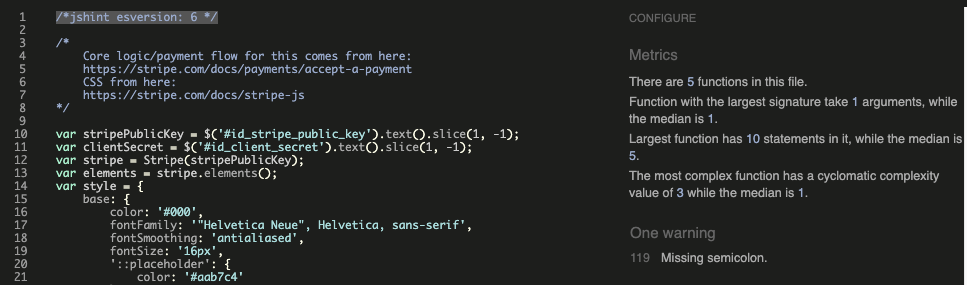 1 /*jshint esversion: 6 */
2
3 /*
4 Core logic/payment flow for this comes from here:
5 https://stripe.com/docs/payments/accept-a-payment
6 CSS from here:
7 https://stripe.com/docs/stripe-js
8 */
9
10 var stripePublicKey = $('#id_stripe_public_key').text().slice(1, -1);
11 var clientSecret = $('#id_client_secret').text().slice(1, -1);
12 var stripe = Stripe(stripePublicKey);
13 var elements = stripe.elements();
14 var style = {
15 base: {
16 color: '#000',
17 fontFamily: '"Helvetica Neue", Helvetica, sans-serif',
18 fontSmoothing: 'antialiased',
19 fontSize: '16px',
20 '::placeholder': {
21 color: '#aab7c4'
CONFIGURE
Metrics
There are 5 functions in this file.
Function with the largest signature take 1 arguments, while
the median is 1.
Largest function has 10 statements in it, while the median is
5.
The most complex function has a cyclomatic complexity
value of 3 while the median is 1.
One warning
119 Missing semicolon.